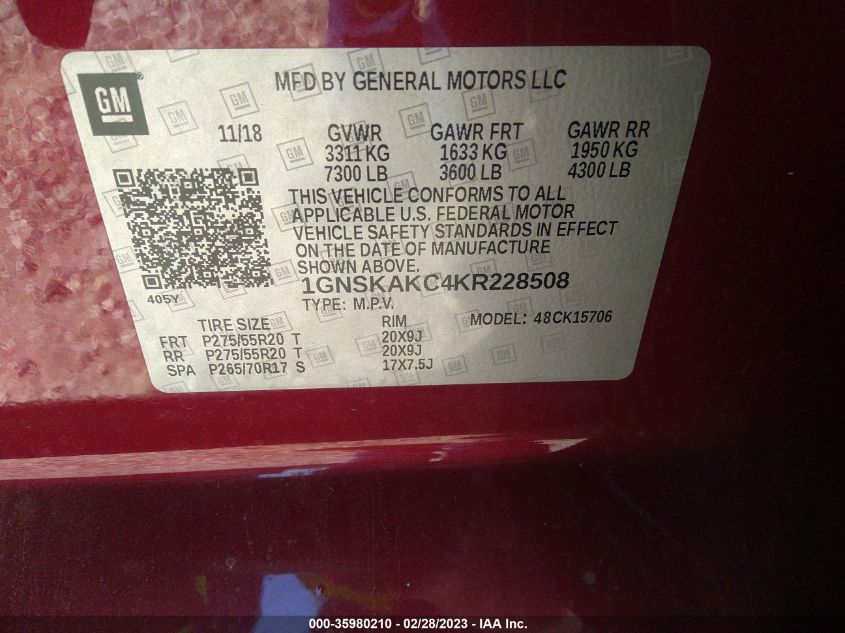 GM
MFD BY GENERAL MOTORS LLC
11/18 GVWR GAWR FRT GAWR RR
3311 KG 1633 KG 1950 KG
7300 LB 3600 LB 4300 LB
THIS VEHICLE CONFORMS TO ALL
APPLICABLE U.S. FEDERAL MOTOR
VEHICLE SAFETY STANDARDS IN EFFECT
ON THE DATE OF MANUFACTURE
SHOWN ABOVE.
405Y
1GNSKAKC4KR228508
TYPE: M.P.V.
MODEL: 48CK15706
TIRE SIZE RIM
FRT P275/55R20 T 20X9J
RR P275/55R20 T 20X9J
SPA P265/70R17 S 17X7.5J
000-35980210 - 02/28/2023 - IAA Inc.